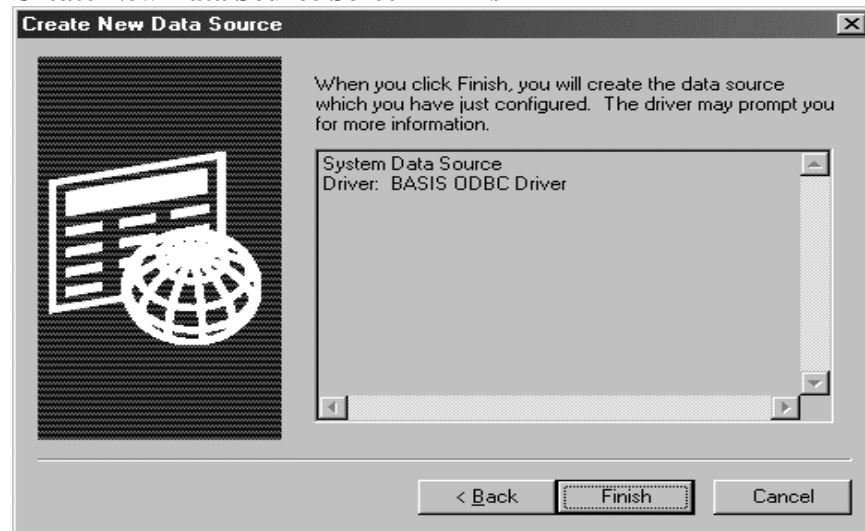 Create New Data Source
When you click Finish, you will create the data source
which you have just configured. The driver may prompt you
for more information.
System Data Source
Driver: BASIS ODBC Driver
< Back
Finish
Cancel